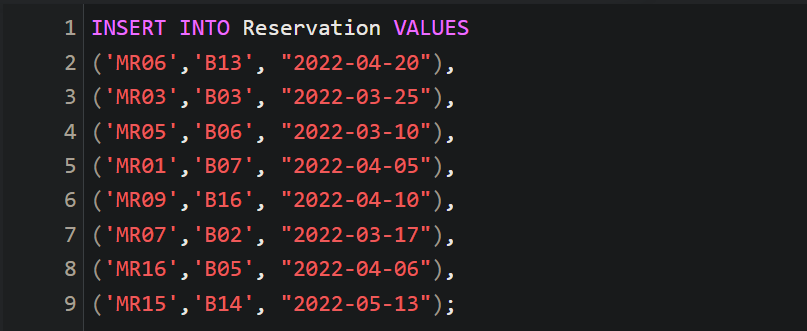 1 INSERT INTO Reservation VALUES
2 ('MR06','B13', "2022-04-20"),
3 ('MR03','B03', "2022-03-25"),
4 ('MR05','B06', "2022-03-10"),
5 ('MR01','B07', "2022-04-05"),
6 ('MR09','B16', "2022-04-10"),
7 ('MR07','B02', "2022-03-17"),
8 ('MR16','B05', "2022-04-06"),
9 ('MR15','B14', "2022-05-13");